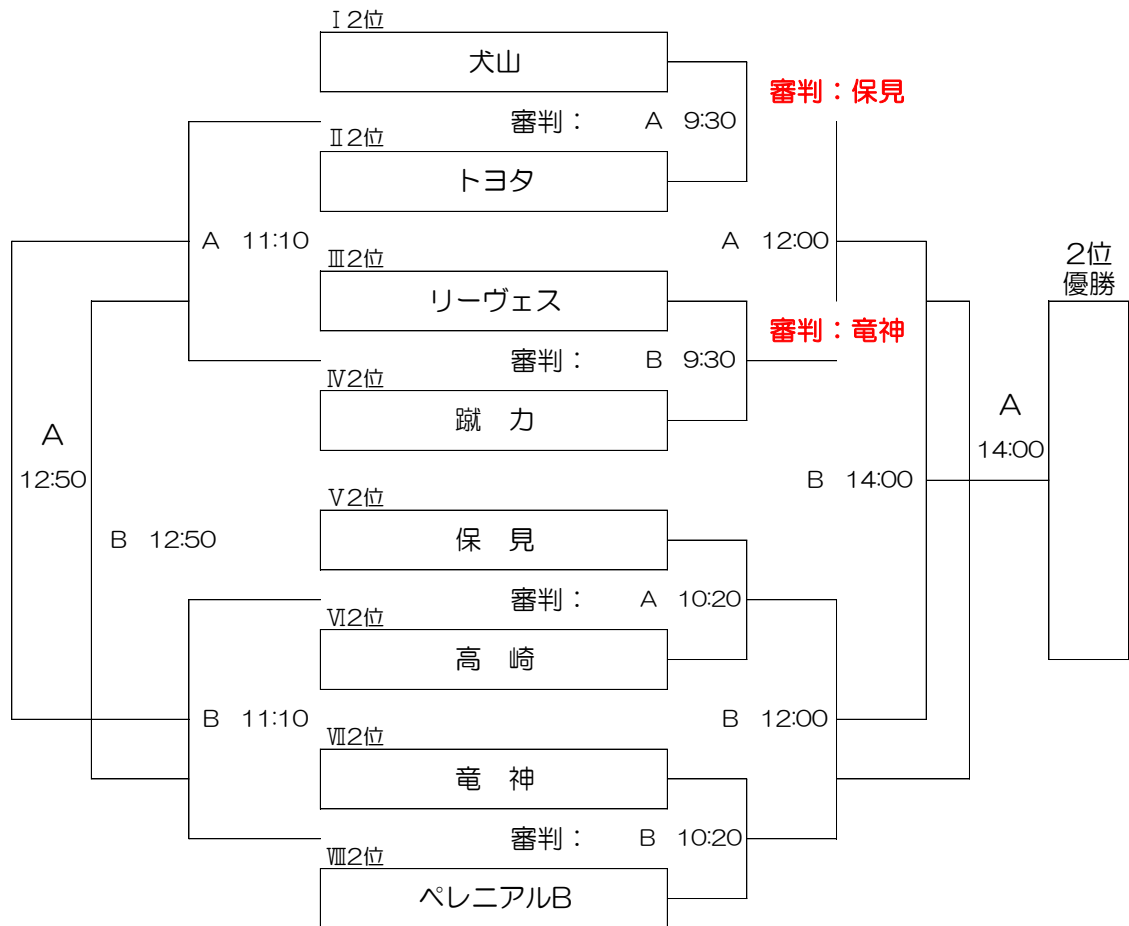 Ⅰ2位
犬山
審判：保見
審判： A 9:30
Ⅱ2位
トヨタ
A 11:10
A 12:00
Ⅲ2位
2位
優勝
リーヴェス
審判：竜神
審判： B 9:30
Ⅳ2位
蹴 力
A
12:50
A
14:00
B 14:00
Ⅴ2位
保 見
B 12:50
審判： A 10:20
Ⅵ2位
高 崎
B 11:10
B 12:00
Ⅶ2位
竜 神
審判： B 10:20
Ⅷ2位
ペレニアルB